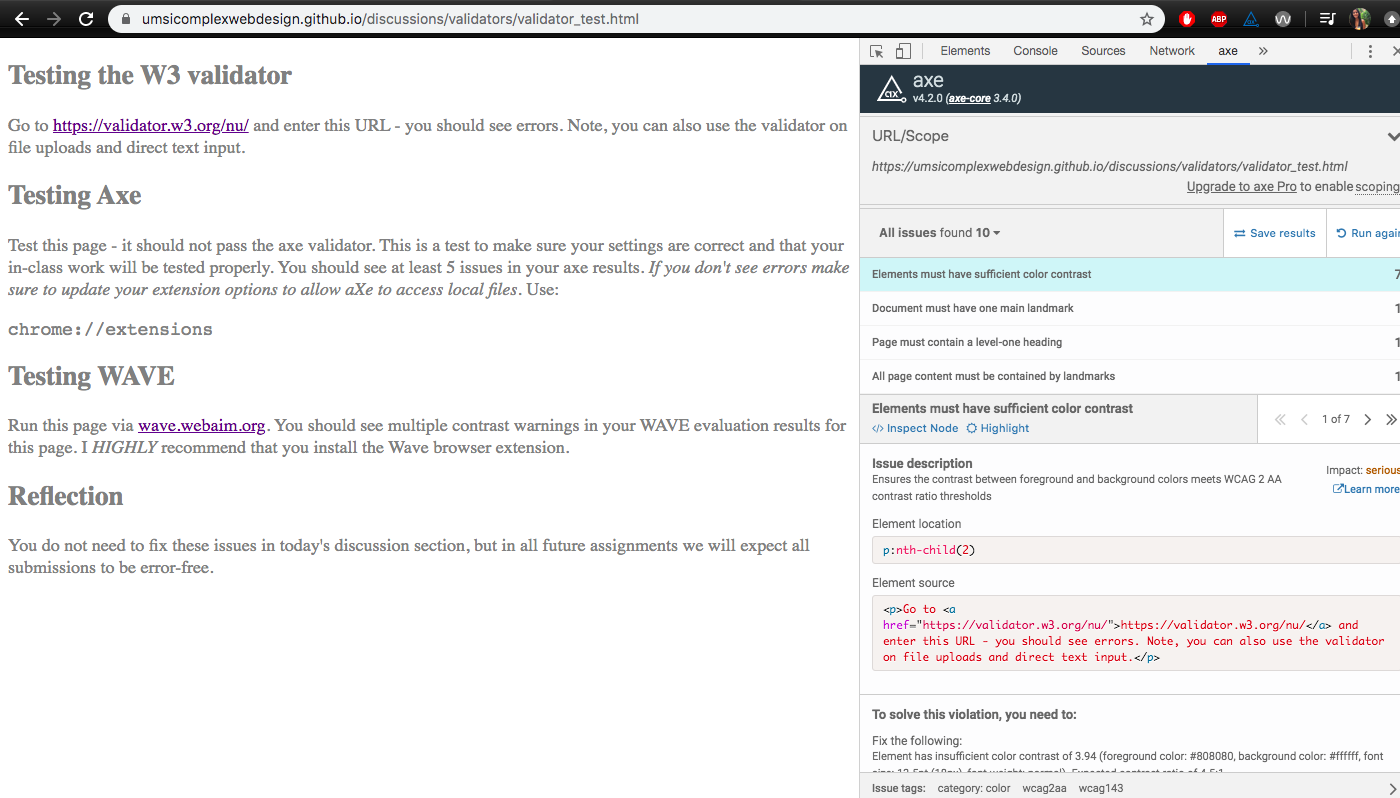 umsicomplexwebdesign.github.io/discussions/validators/validator_test.html
ABP
Testing the W3 validator
Go to https://validator.w3.org/nu/ and enter this URL - you should see errors. Note, you can also use the validator on
file uploads and direct text input.
Testing Axe
Test this page - it should not pass the axe validator. This is a test to make sure your settings are correct and that your
in-class work will be tested properly. You should see at least 5 issues in your axe results. If you don't see errors make
sure to update your extension options to allow aXe to access local files. Use:
chrome://extensions
Testing WAVE
Run this page via wave.webaim.org. You should see multiple contrast warnings in your WAVE evaluation results for
this page. I HIGHLY recommend that you install the Wave browser extension.
Reflection
You do not need to fix these issues in today's discussion section, but in all future assignments we will expect all
submissions to be error-free.
Elements Console Sources Network axe
axe
v4.2.0 (axe-core 3.4.0)
URL/Scope
https://umsicomplexwebdesign.github.io/discussions/validators/validator_test.html
Upgrade to axe Pro to enable scoping
All issues found 10
Save results
Run again
Elements must have sufficient color contrast 7
Document must have one main landmark 1
Page must contain a level-one heading 1
All page content must be contained by landmarks 1
Elements must have sufficient color contrast
</> Inspect Node Highlight
1 of 7
Issue description
Ensures the contrast between foreground and background colors meets WCAG 2 AA
contrast ratio thresholds
Impact: serious
Learn more
Element location
p:nth-child(2)
Element source
<p>Go to <a
href="https://validator.w3.org/nu/">https://validator.w3.org/nu/</a> and
enter this URL - you should see errors. Note, you can also use the validator
on file uploads and direct text input.</p>
To solve this violation, you need to:
Fix the following:
Element has insufficient color contrast of 3.94 (foreground color: #808080, background color: #ffffff, font
size: 13.5pt (18px), font weight: normal). Expected contrast ratio of 4.5:1
Issue tags: category: color wcag2aa wcag143